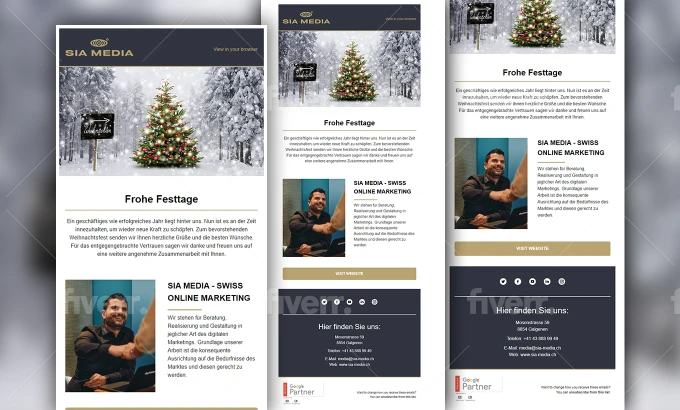 SIA MEDIA
View in your browser
Frohe Festtage
Ein geschäftiges wie erfolgreiches Jahr liegt hinter uns. Nun ist es an der Zeit
innezuhalten, um wieder neue Kraft zu schöpfen. Zum bevorstehenden
Weihnachtsfest senden wir Ihnen herzliche Grüße und die besten Wünsche.
Für das entgegengebrachte Vertrauen sagen wir danke und freuen uns auf
eine weitere angenehme Zusammenarbeit mit Ihnen.
SIA MEDIA - SWISS
ONLINE MARKETING
Wir stehen für Beratung,
Realisierung und Gestaltung in
jeglicher Art des digitalen
Marketings. Grundlage unserer
Arbeit ist die konsequente
Ausrichtung auf die Bedürfnisse des
Marktes und diesen gerecht zu
werden.
SIA MEDIA
View in your browser
Frohe Festtage
Ein geschäftiges wie erfolgreiches Jahr liegt hinter uns. Nun ist es an der Zeit
innezuhalten, um wieder neue Kraft zu schöpfen. Zum bevorstehenden
Weihnachtsfest senden wir Ihnen herzliche Grüße und die besten Wünsche.
Für das entgegengebrachte Vertrauen sagen wir danke und freuen uns auf
eine weitere angenehme Zusammenarbeit mit Ihnen.
SIA MEDIA - SWISS
ONLINE MARKETING
Wir stehen für Beratung,
Realisierung und Gestaltung in
jeglicher Art des digitalen
Marketings. Grundlage unserer
Arbeit ist die konsequente
Ausrichtung auf die Bedürfnisse des
Marktes und diesen gerecht zu
werden.
VISIT WEBSITE
fiverr.
Hier finden Sie uns:
Mosenstrasse 59
8854 Galgenen
Telefon: +41 43 883 99 49
E-Mail: media@sia-media.ch
Web: www.sia-media.ch
Google
Partner
Want to change how you receive these emails?
You can unsubscribe from this list.
Frohe Festtage
Ein geschäftiges wie erfolgreiches Jahr liegt hinter uns. Nun ist es an der Zeit
innezuhalten, um wieder neue Kraft zu schöpfen. Zum bevorstehenden
Weihnachtsfest senden wir Ihnen herzliche Grüße und die besten Wünsche.
Für das entgegengebrachte Vertrauen sagen wir danke und freuen uns auf
eine weitere angenehme Zusammenarbeit mit Ihnen.
SIA MEDIA - SWISS
ONLINE MARKETING
Wir stehen für Beratung,
Realisierung und Gestaltung in
jeglicher Art des digitalen
Marketings. Grundlage unserer
Arbeit ist die konsequente
Ausrichtung auf die Bedürfnisse des
Marktes und diesen gerecht zu
werden.
VISIT WEBSITE
fiverr.
Hier finden Sie uns:
Mosenstrasse 59
8854 Galgenen
Telefon: +41 43 883 99 49
E-Mail: media@sia-media.ch
Web: www.sia-media.ch
Google
Partner
Want to change how you receive these emails?
You can unsubscribe from this list.